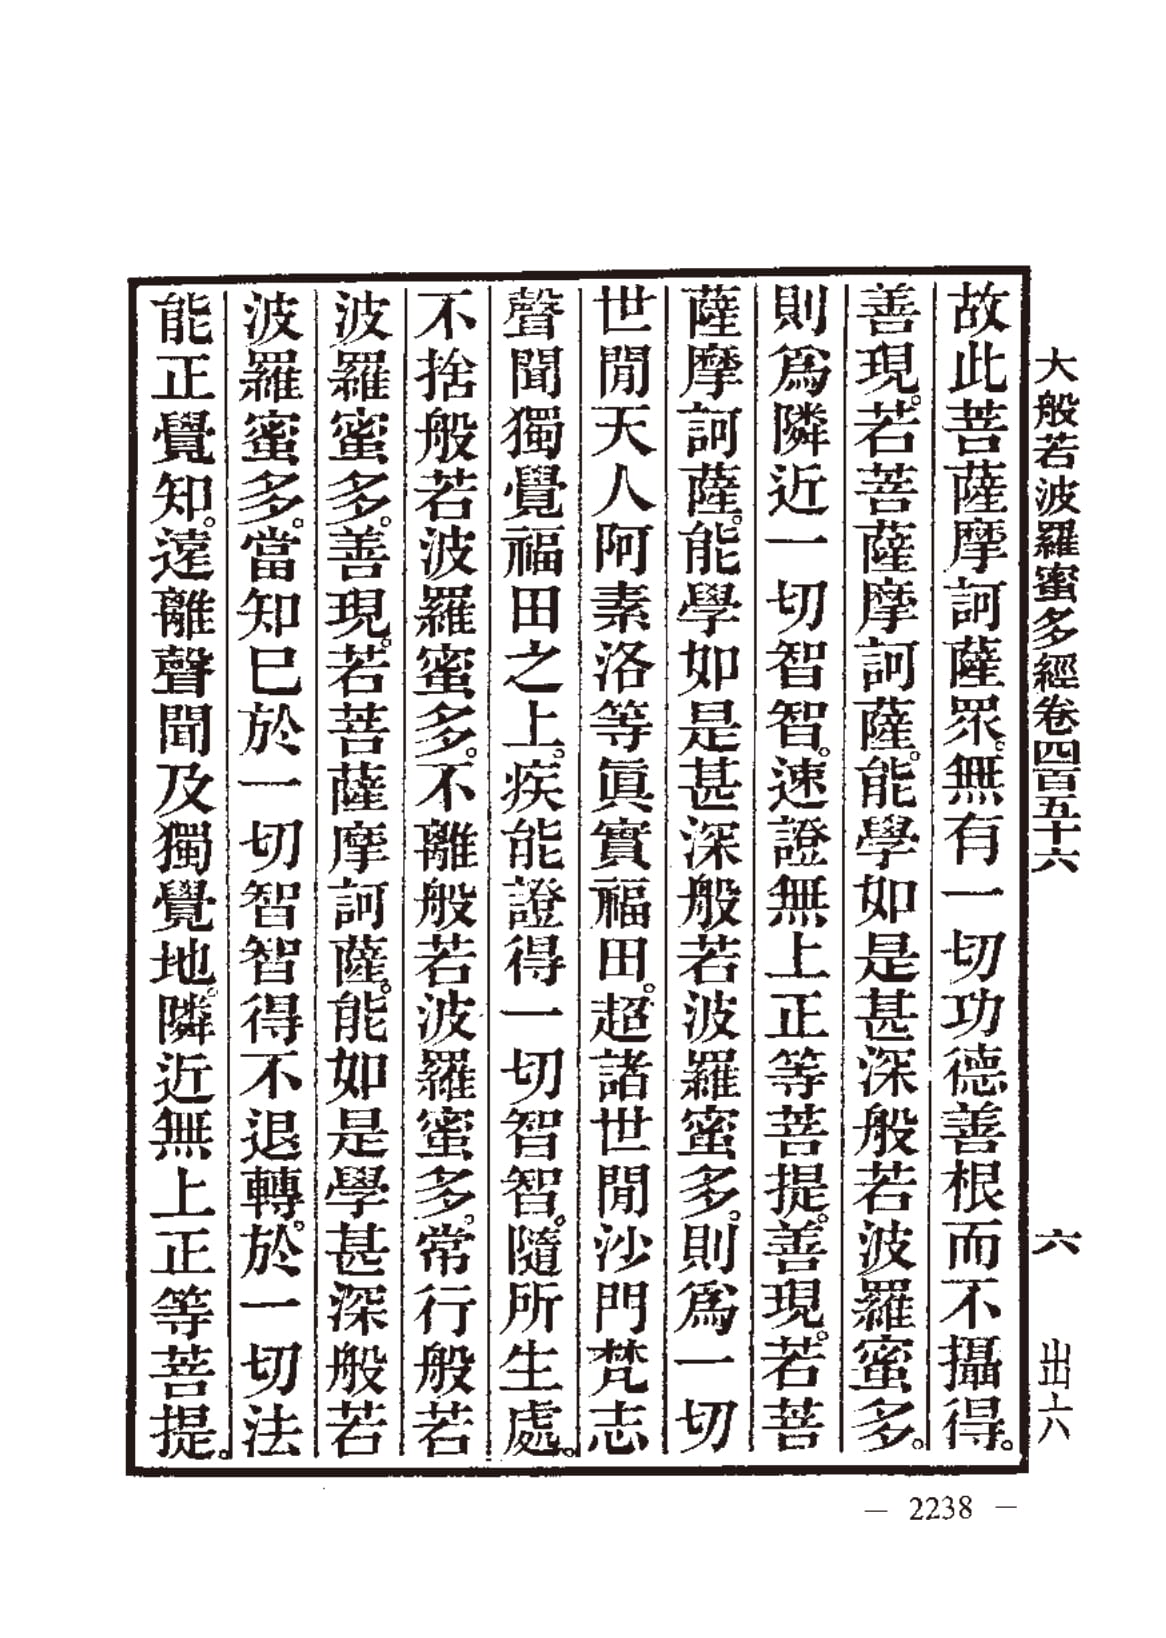 大般若波羅蜜多經卷四百五十六 六 出六
故此菩薩摩訶薩眾。無有一切功德善根而不攝得。
善現。若菩薩摩訶薩。能學如是甚深般若波羅蜜多。
則爲隣近一切智智。速證無上正等菩提。善現。若菩
薩摩訶薩。能學如是甚深般若波羅蜜多。則爲一切
世閒天人阿素洛等眞實福田。超諸世閒沙門梵志
聲聞獨覺福田之上。疾能證得一切智智。隨所生處。
不捨般若波羅蜜多。不離般若波羅蜜多。常行般若
波羅蜜多。善現。若菩薩摩訶薩。能如是學甚深般若
波羅蜜多。當知已於一切智智得不退轉。於一切法
能正覺知。遠離聲聞及獨覺地。隣近無上正等菩提。
— 2238 —